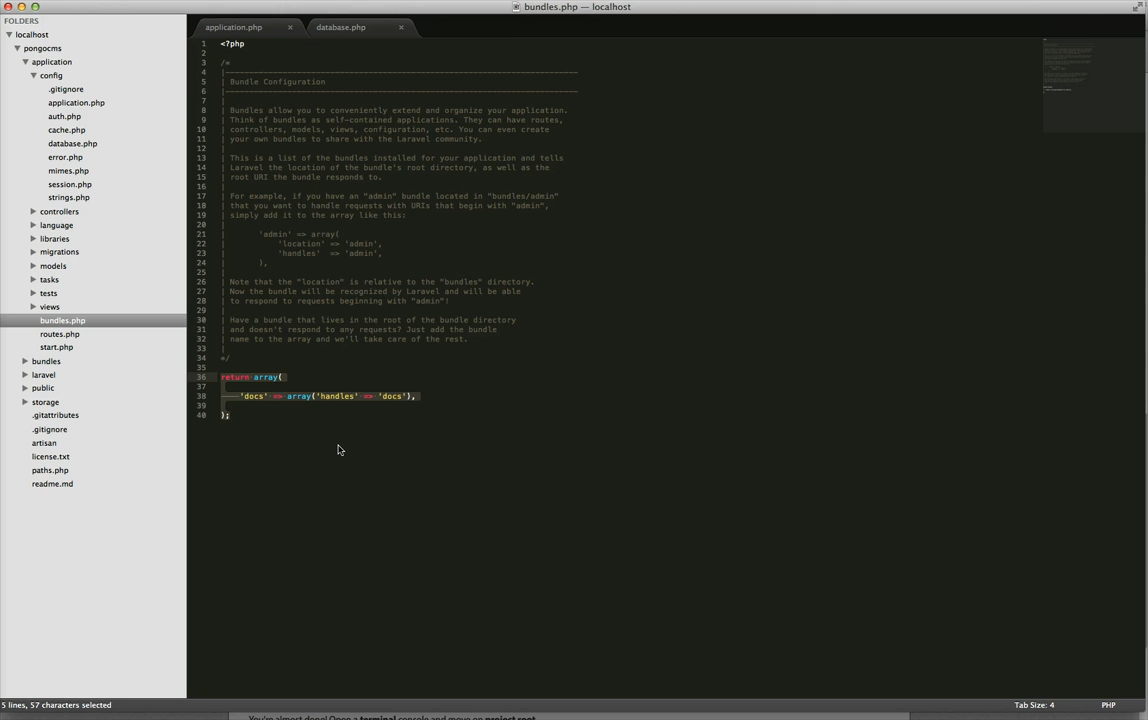 bundles.php — localhost
FOLDERS
localhost
pongocms
application
config
.gitignore
application.php
auth.php
cache.php
database.php
error.php
mimes.php
session.php
strings.php
controllers
language
libraries
migrations
models
tasks
tests
views
bundles.php
routes.php
start.php
bundles
laravel
public
storage
.gitattributes
.gitignore
artisan
license.txt
paths.php
readme.md
application.php ×
database.php ×
1 <?php
2
3 /*
4 |--------------------------------------------------------------------------
5 | Bundle Configuration
6 |--------------------------------------------------------------------------
7 |
8 | Bundles allow you to conveniently extend and organize your application.
9 | Think of bundles as self-contained applications. They can have routes,
10 | controllers, models, views, configuration, etc. You can even create
11 | your own bundles to share with the Laravel community.
12 |
13 | This is a list of the bundles installed for your application and tells
14 | Laravel the location of the bundle's root directory, as well as the
15 | root URI the bundle responds to.
16 |
17 | For example, if you have an "admin" bundle located in "bundles/admin"
18 | that you want to handle requests with URIs that begin with "admin",
19 | simply add it to the array like this:
20 |
21 | 'admin' => array(
22 | 'location' => 'admin',
23 | 'handles' => 'admin',
24 | ),
25 |
26 | Note that the "location" is relative to the "bundles" directory.
27 | Now the bundle will be recognized by Laravel and will be able
28 | to respond to requests beginning with "admin"!
29 |
30 | Have a bundle that lives in the root of the bundle directory
31 | and doesn't respond to any requests? Just add the bundle
32 | name to the array and we'll take care of the rest.
33 |
34 */
35
36 return array(
37
38 'docs' => array('handles' => 'docs'),
39
40 );
5 lines, 57 characters selected
Tab Size: 4
PHP
You're almost done! Open a terminal console and move on project root